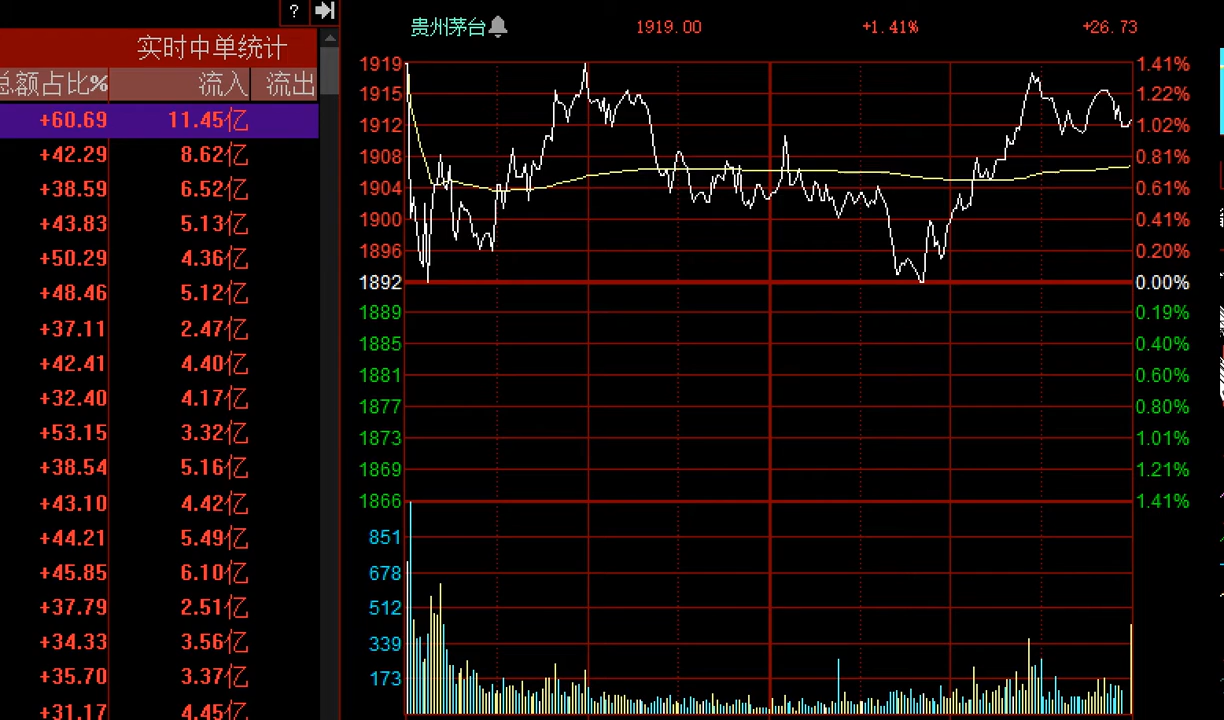 ?
实时中单统计
总额占比% 流入 流出
+60.69 11.45亿
+42.29 8.62亿
+38.59 6.52亿
+43.83 5.13亿
+50.29 4.36亿
+48.46 5.12亿
+37.11 2.47亿
+42.41 4.40亿
+32.40 4.17亿
+53.15 3.32亿
+38.54 5.16亿
+43.10 4.42亿
+44.21 5.49亿
+45.85 6.10亿
+37.79 2.51亿
+34.33 3.56亿
+35.70 3.37亿
+31.17 4.45亿
贵州茅台 1919.00 +1.41% +26.73
1919 1.41%
1915 1.22%
1912 1.02%
1908 0.81%
1904 0.61%
1900 0.41%
1896 0.20%
1892 0.00%
1889 0.19%
1885 0.40%
1881 0.60%
1877 0.80%
1873 1.01%
1869 1.21%
1866 1.41%
851
678
512
339
173